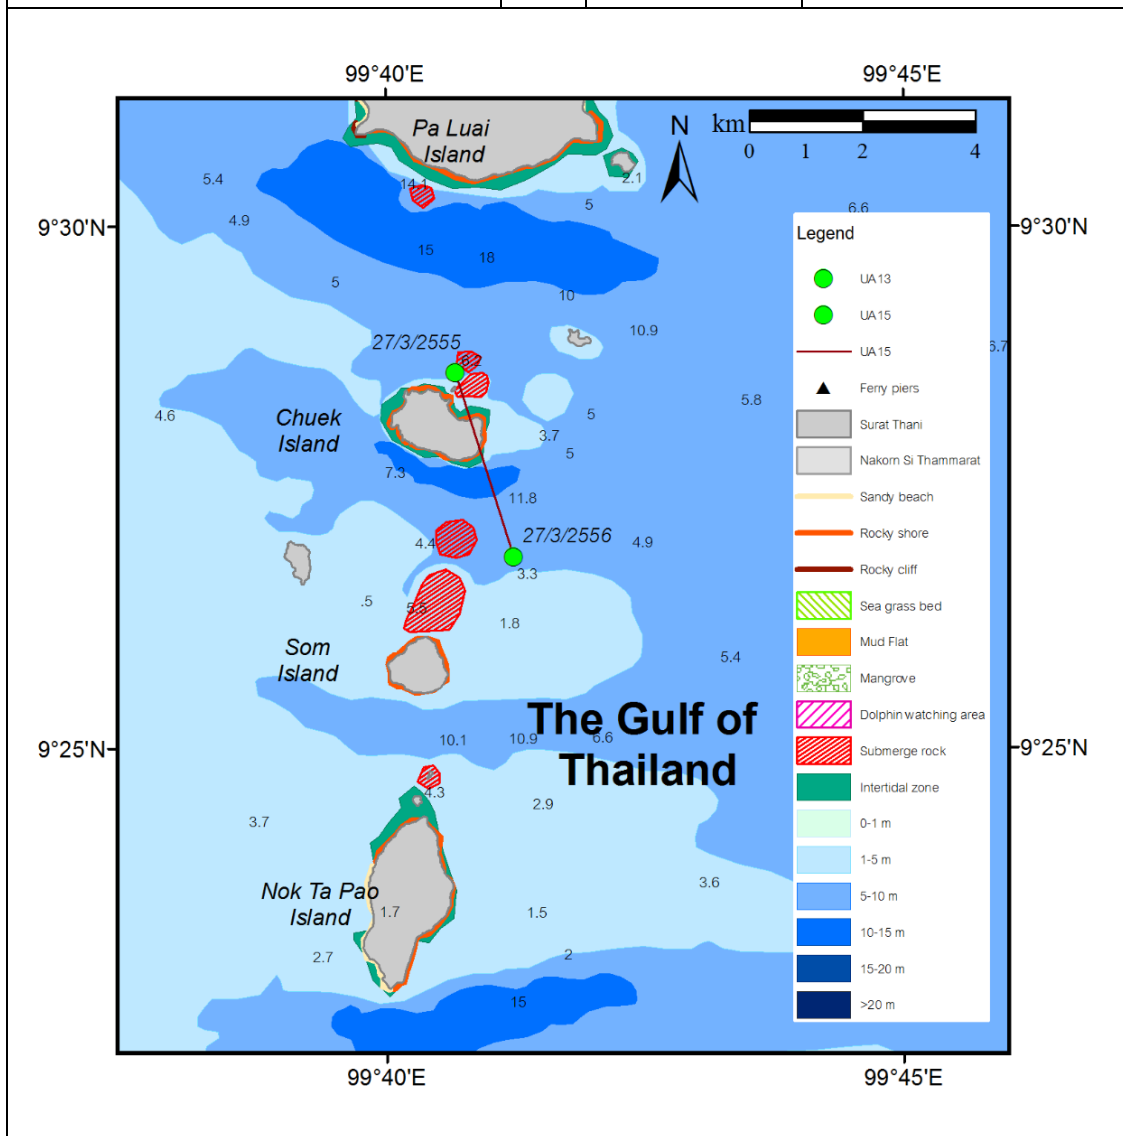 99°40'E
99°45'E
Pa Luai
Island
N
km
0 1 2 4
14.1
2.1
5.4
5
6.6
4.9
9°30'N
9°30'N
15
18
5
10
10.9
6.7
27/3/2555
6.2
5.8
4.6
Chuek
Island
5
3.7
5
7.3
11.8
27/3/2556
4.4
4.9
3.3
.5
5.5
1.8
Som
Island
5.4
The Gulf of
Thailand
10.1
10.9
6.6
9°25'N
9°25'N
4.3
2.9
3.7
3.6
Nok Ta Pao
Island
1.7
1.5
2.7
2
15
Legend
UA13
UA15
UA15
Ferry piers
Surat Thani
Nakorn Si Thammarat
Sandy beach
Rocky shore
Rocky cliff
Sea grass bed
Mud Flat
Mangrove
Dolphin watching area
Submerge rock
Intertidal zone
0-1 m
1-5 m
5-10 m
10-15 m
15-20 m
>20 m
99°40'E
99°45'E